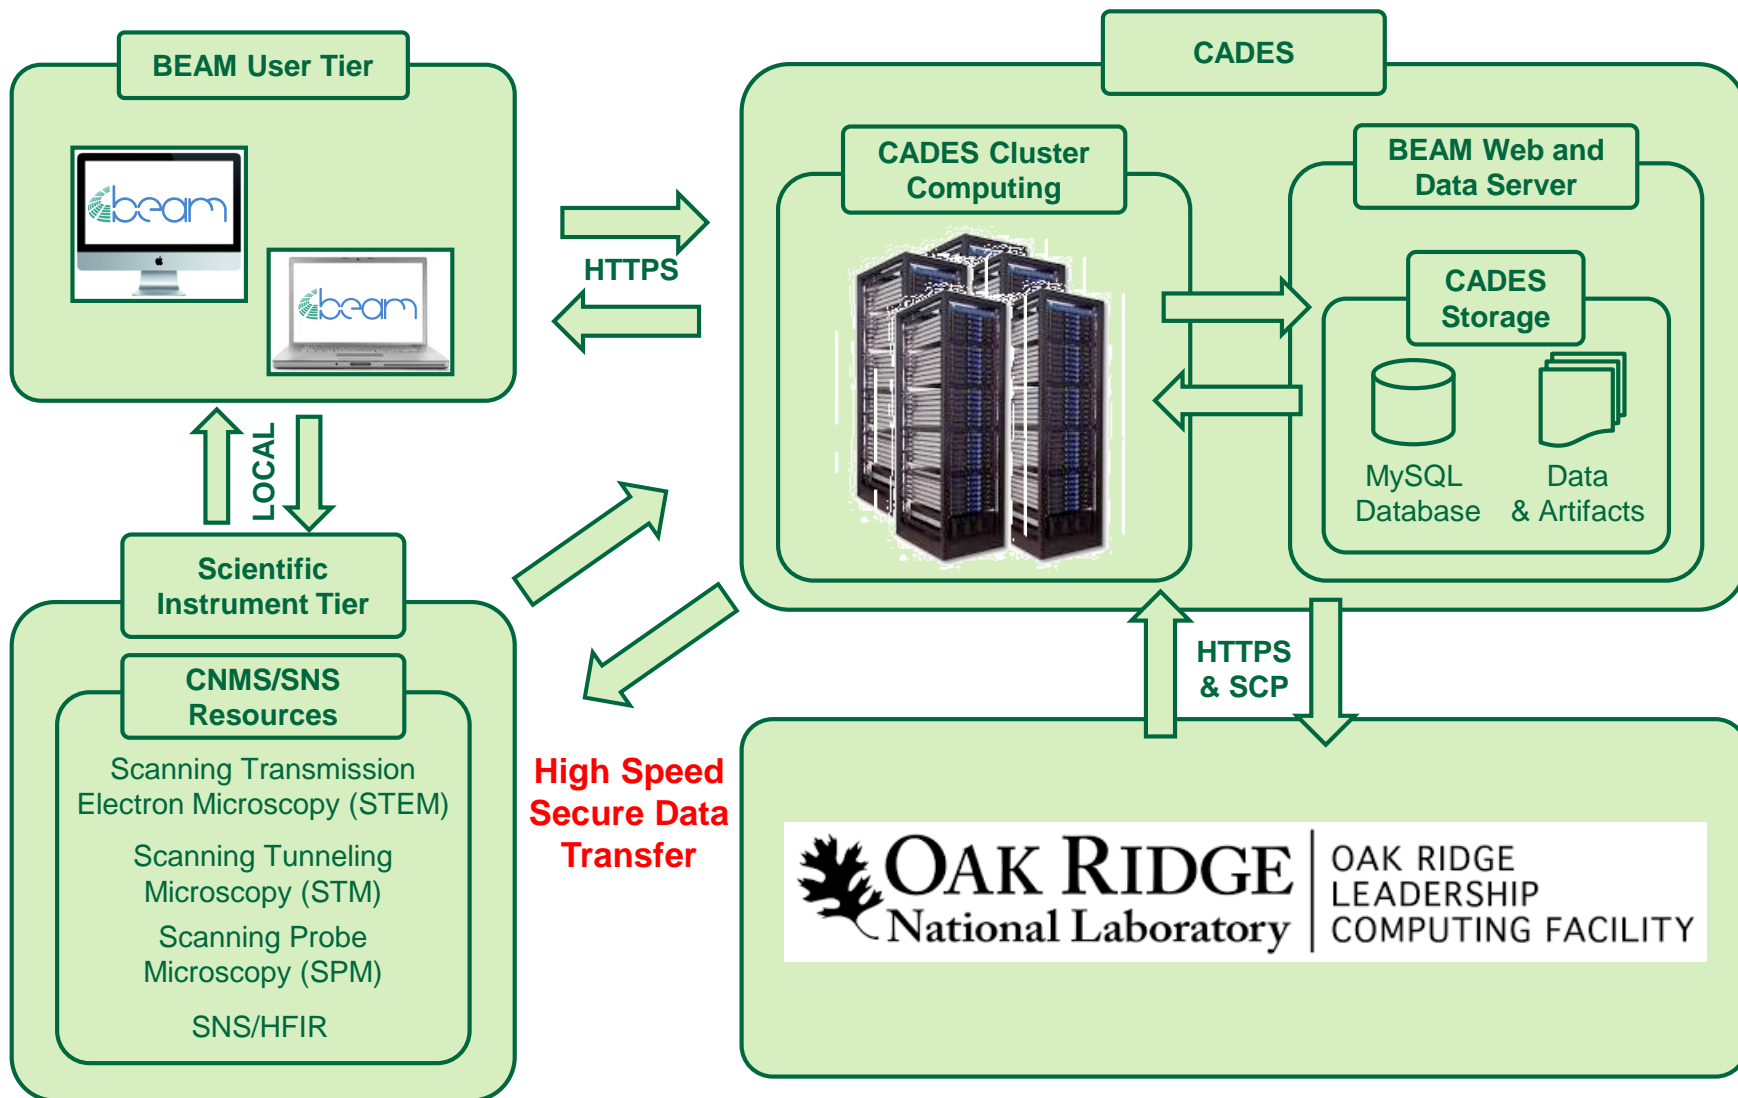 BEAM User Tier
beam
beam
HTTPS
CADES
CADES Cluster
Computing
BEAM Web and
Data Server
CADES
Storage
MySQL
Database
Data
& Artifacts
LOCAL
Scientific
Instrument Tier
CNMS/SNS
Resources
Scanning Transmission
Electron Microscopy (STEM)
Scanning Tunneling
Microscopy (STM)
Scanning Probe
Microscopy (SPM)
SNS/HFIR
High Speed
Secure Data
Transfer
HTTPS
& SCP
OAK RIDGE
National Laboratory
OAK RIDGE
LEADERSHIP
COMPUTING FACILITY